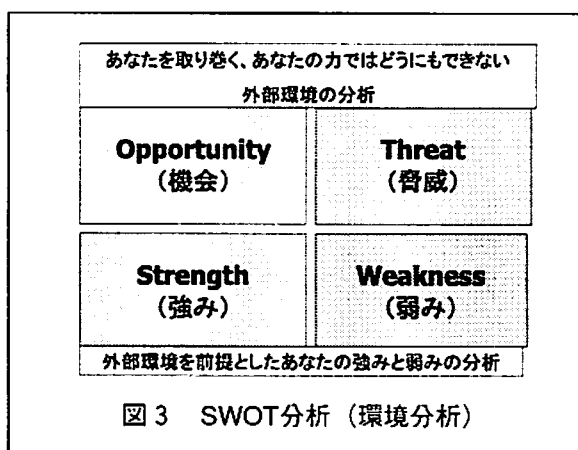 あなたを取り巻く、あなたの力ではどうにもできない
外部環境の分析
Opportunity
(機会)
Threat
(脅威)
Strength
(強み)
Weakness
(弱み)
外部環境を前提としたあなたの強みと弱みの分析
図3 SWOT分析(環境分析)